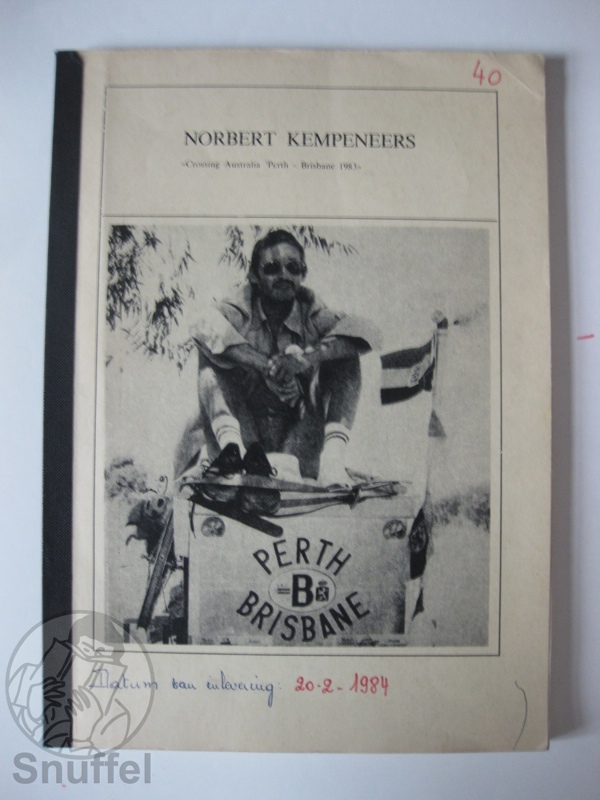 40
NORBERT KEMPENEERS
«Crossing Australia 'Perth - Brisbane 1983»
PERTH
=B
BRISBANE
Datum van inlevering: 20-2-1984
Snuffel